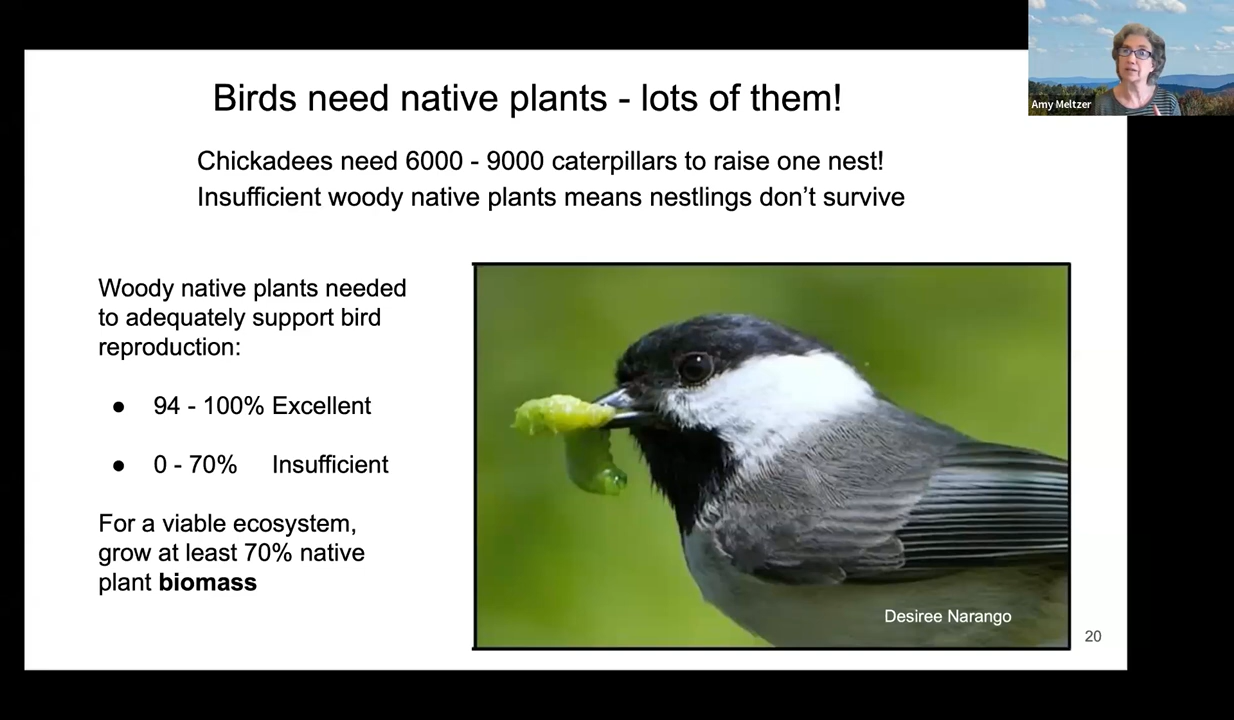 Birds need native plants - lots of them!
Amy Meltzer
Chickadees need 6000 - 9000 caterpillars to raise one nest!
Insufficient woody native plants means nestlings don’t survive
Woody native plants needed
to adequately support bird
reproduction:
● 94 - 100% Excellent
● 0 - 70% Insufficient
For a viable ecosystem,
grow at least 70% native
plant biomass
Desiree Narango
20